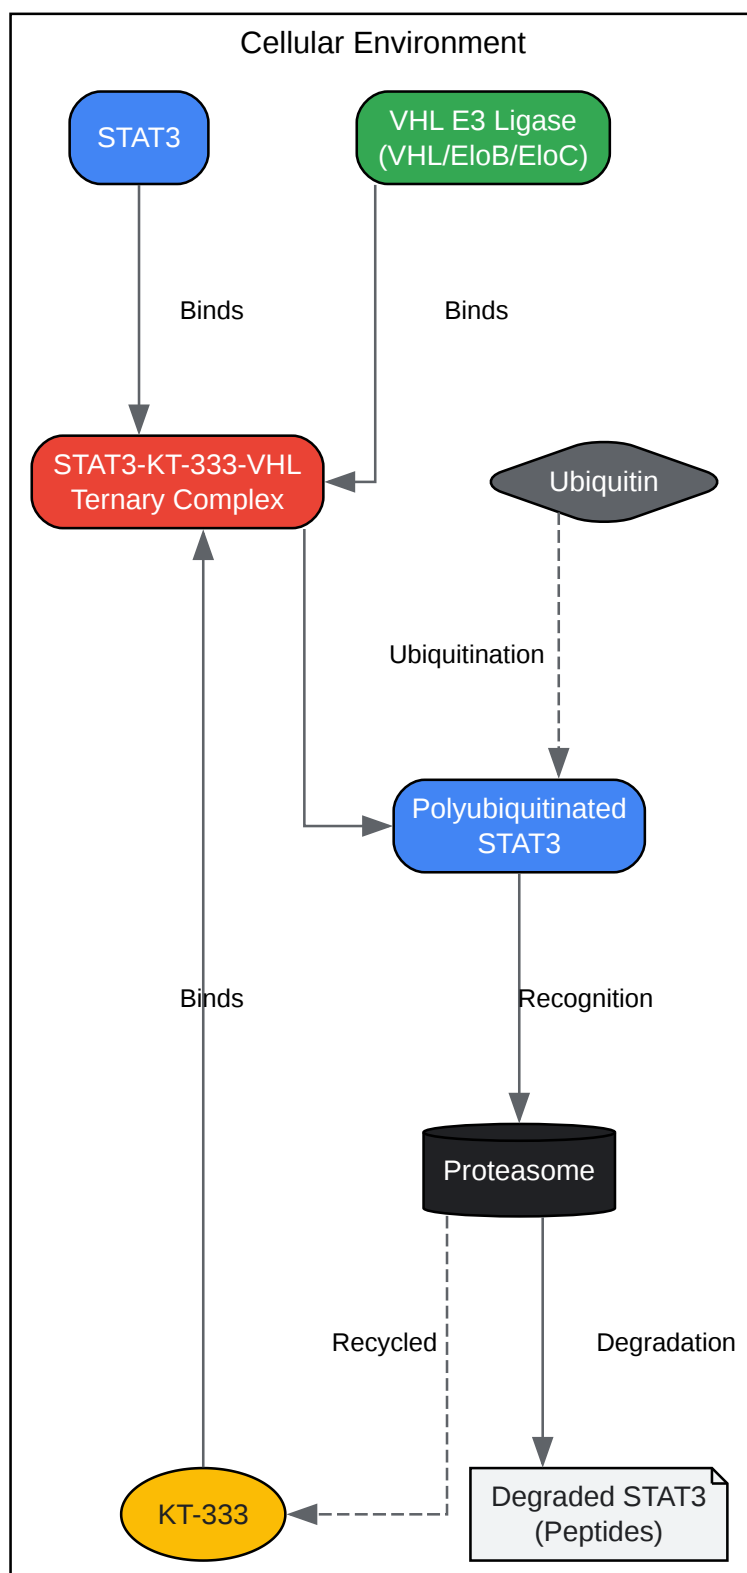 Cellular Environment
STAT3
VHL E3 Ligase
(VHL/EloB/EloC)
Binds
Binds
STAT3-KT-333-VHL
Ternary Complex
Ubiquitin
Ubiquitination
Polyubiquitinated
STAT3
Binds
Recognition
Proteasome
Recycled
Degradation
KT-333
Degraded STAT3
(Peptides)